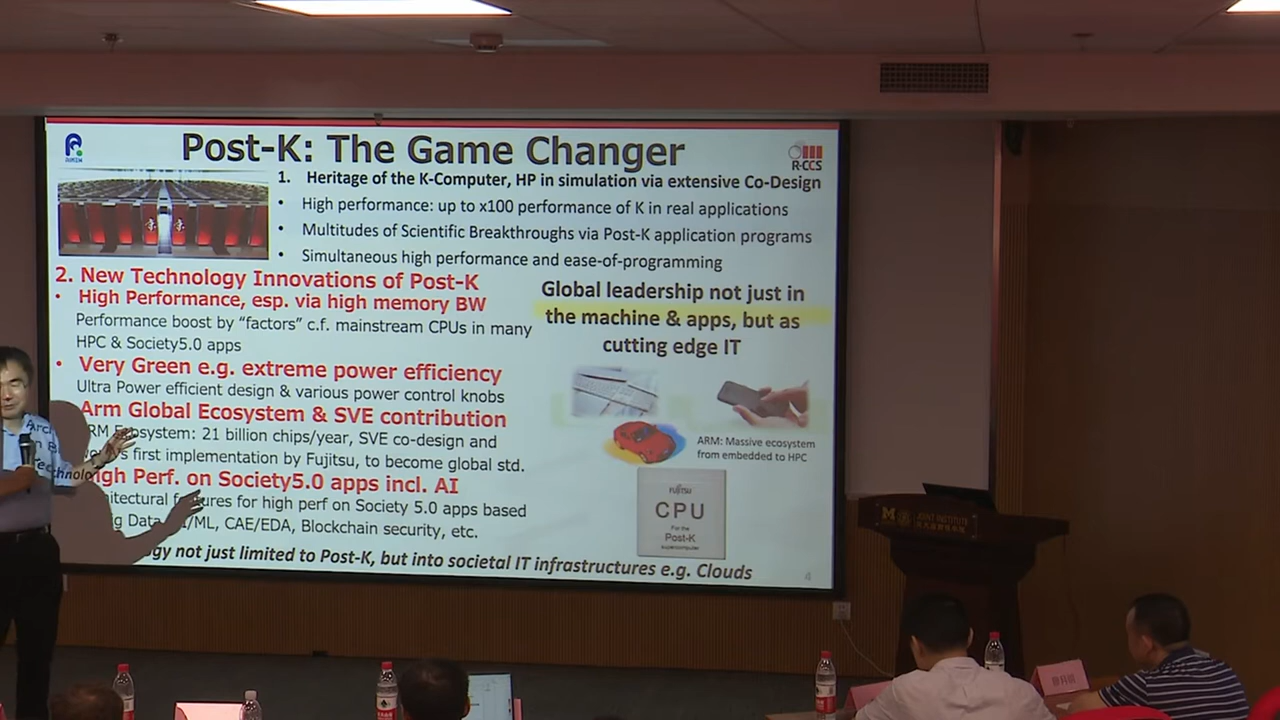 Post-K: The Game Changer
R-CCS
1. Heritage of the K-Computer, HP in simulation via extensive Co-Design
• High performance: up to x100 performance of K in real applications
• Multitudes of Scientific Breakthroughs via Post-K application programs
• Simultaneous high performance and ease-of-programming
2. New Technology Innovations of Post-K
• High Performance, esp. via high memory BW
Performance boost by “factors” c.f. mainstream CPUs in many
HPC & Society5.0 apps
• Very Green e.g. extreme power efficiency
Ultra Power efficient design & various power control knobs
Arm Global Ecosystem & SVE contribution
system: 21 billion chips/year, SVE co-design and
first implementation by Fujitsu, to become global std.
Perf. on Society5.0 apps incl. AI
for high perf on Society 5.0 apps based
Data, CAE/EDA, Blockchain security, etc.
not just limited to Post-K, but into societal IT infrastructures e.g. Clouds
Global leadership not just in
the machine & apps, but as
cutting edge IT
ARM: Massive ecosystem
from embedded to HPC
FUJITSU
CPU
For the
Post-K
supercomputer
4
JOINT INSTITUTE